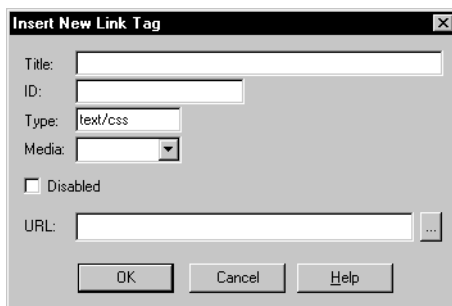 Insert New Link Tag
Title:
ID:
Type: text/css
Media:
Disabled
URL: ...
OK Cancel Help